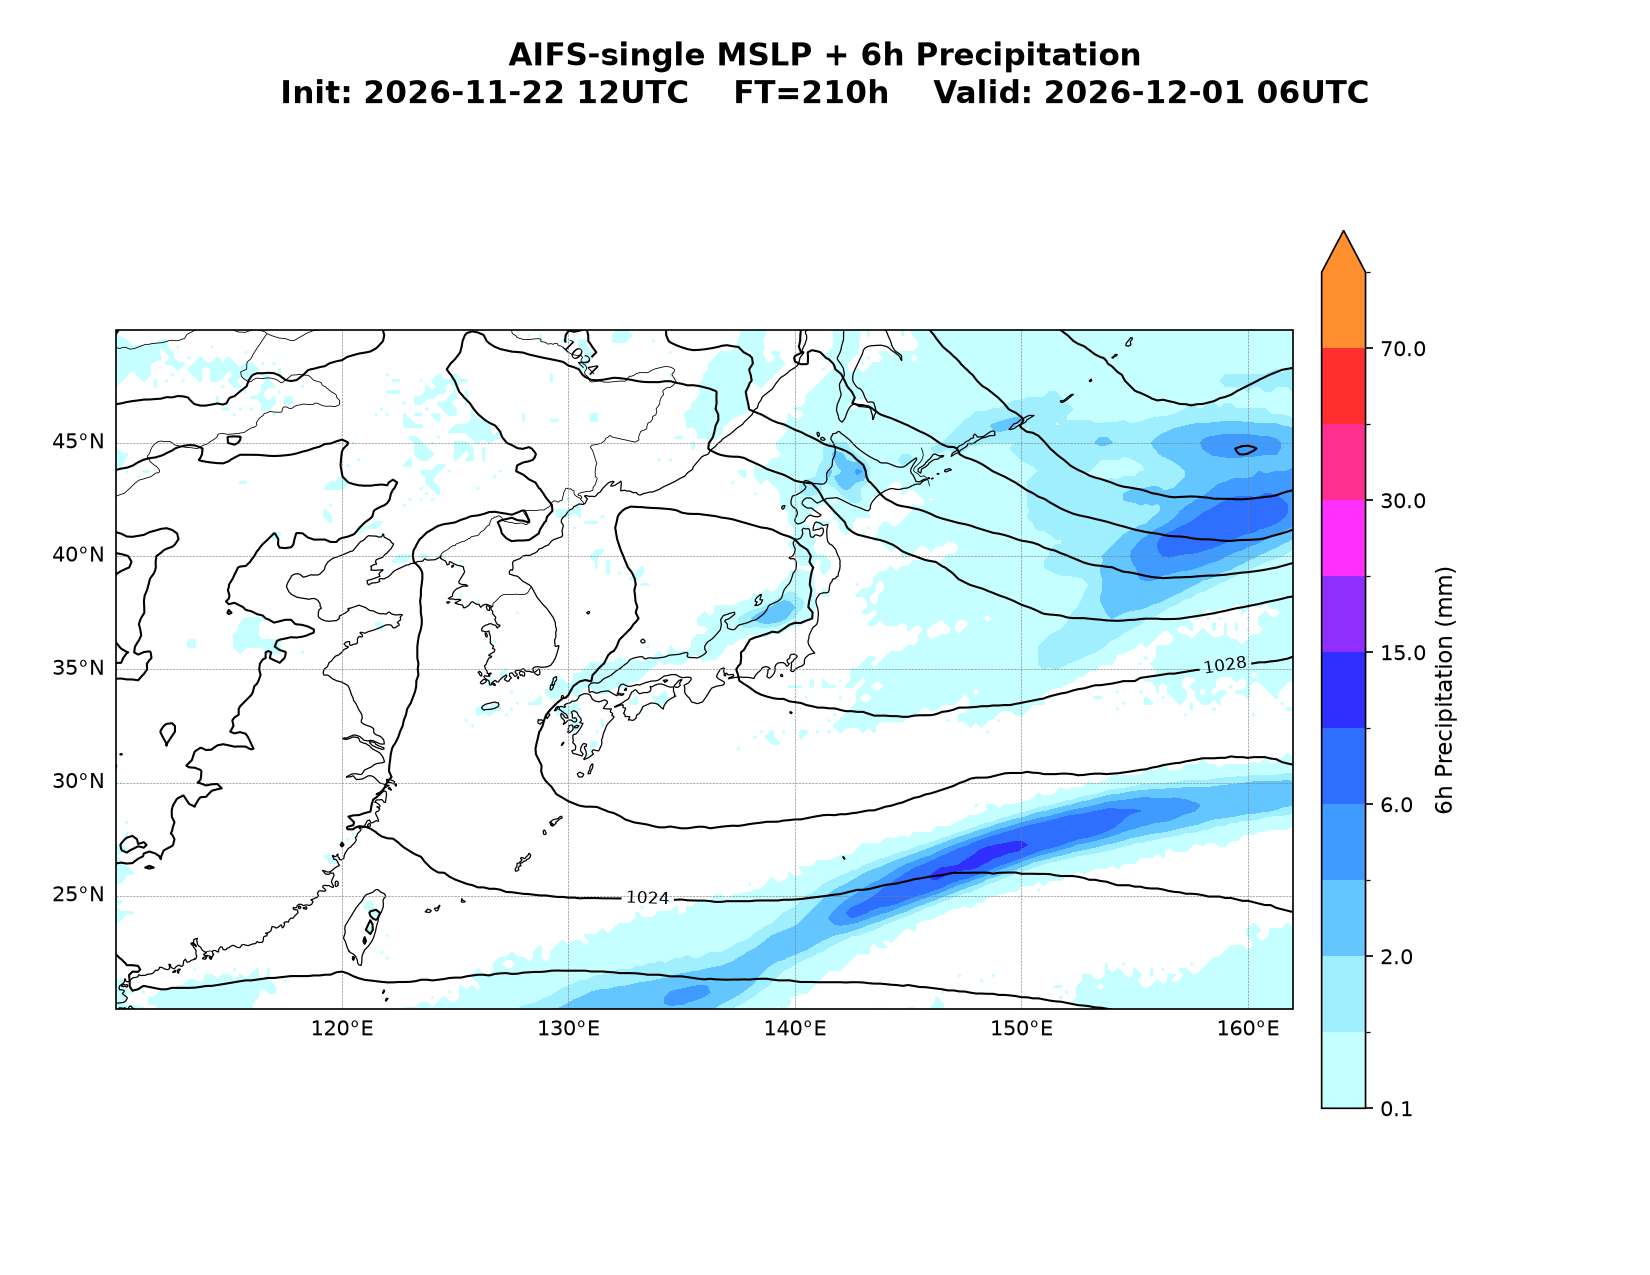 AIFS-single MSLP + 6h Precipitation
Init: 2026-11-22 12UTC    FT=210h    Valid: 2026-12-01 06UTC
1024
1028
1024
45°N
40°N
35°N
30°N
25°N
120°E
130°E
140°E
150°E
160°E
70.0
30.0
15.0
6.0
2.0
0.1
6h Precipitation (mm)